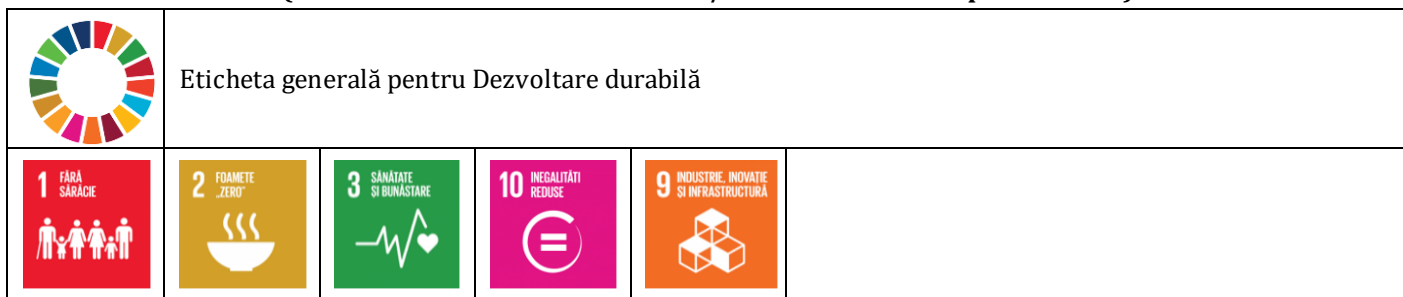 Eticheta generală pentru Dezvoltare durabilă
1 FĂRĂ
SĂRĂCIE
2 FOAMETE
„ZERO”
3 SĂNĂTATE
ȘI BUNĂSTARE
10 INEGALITĂȚI
REDUSE
9 INDUSTRIE, INOVAȚIE
ȘI INFRASTRUCTURĂ